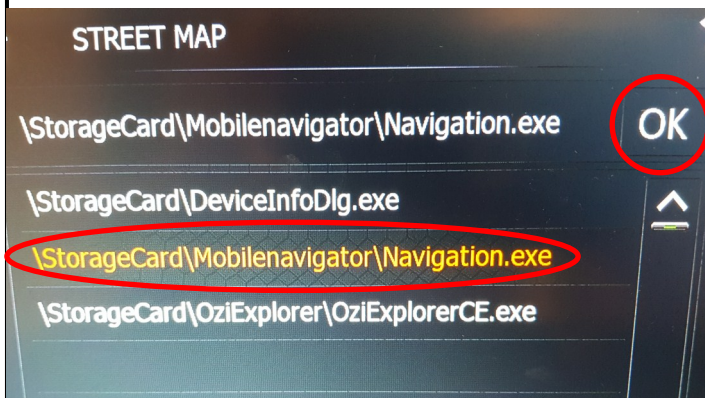 STREET MAP
\StorageCard\Mobilenavigator\Navigation.exe
OK
\StorageCard\DeviceInfoDlg.exe
\StorageCard\Mobilenavigator\Navigation.exe
\StorageCard\OziExplorer\OziExplorerCE.exe